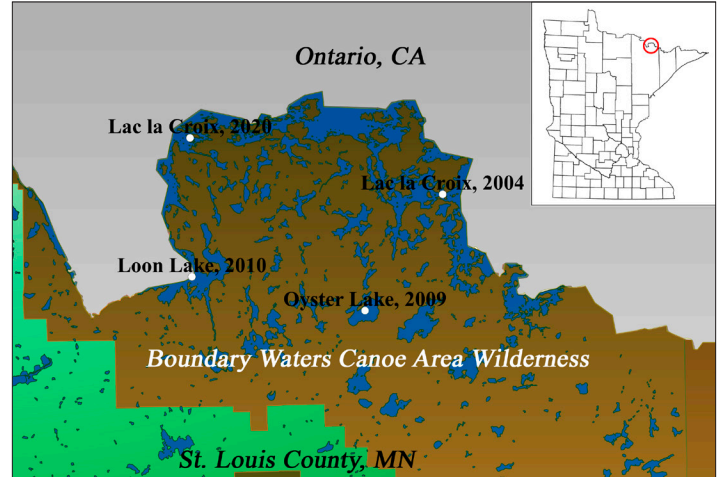 Ontario, CA
Lac la Croix, 2020
Lac la Croix, 2004
Loon Lake, 2010
Oyster Lake, 2009
Boundary Waters Canoe Area Wilderness
St. Louis County, MN